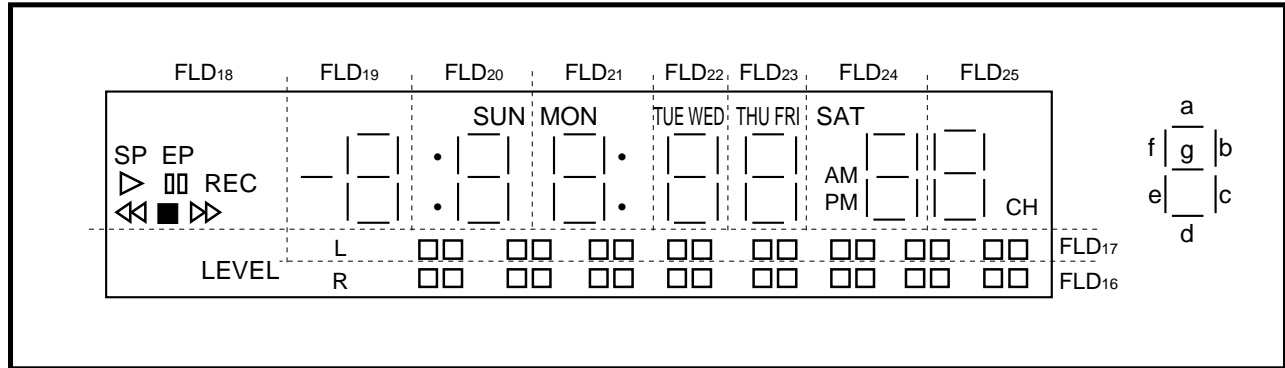 FLD18 FLD19 FLD20 FLD21 FLD22 FLD23 FLD24 FLD25
SUN MON TUE WED THU FRI SAT
a
SP EP
f g b
REC
AM
PM
e c
CH
d
L FLD17
LEVEL
R FLD16